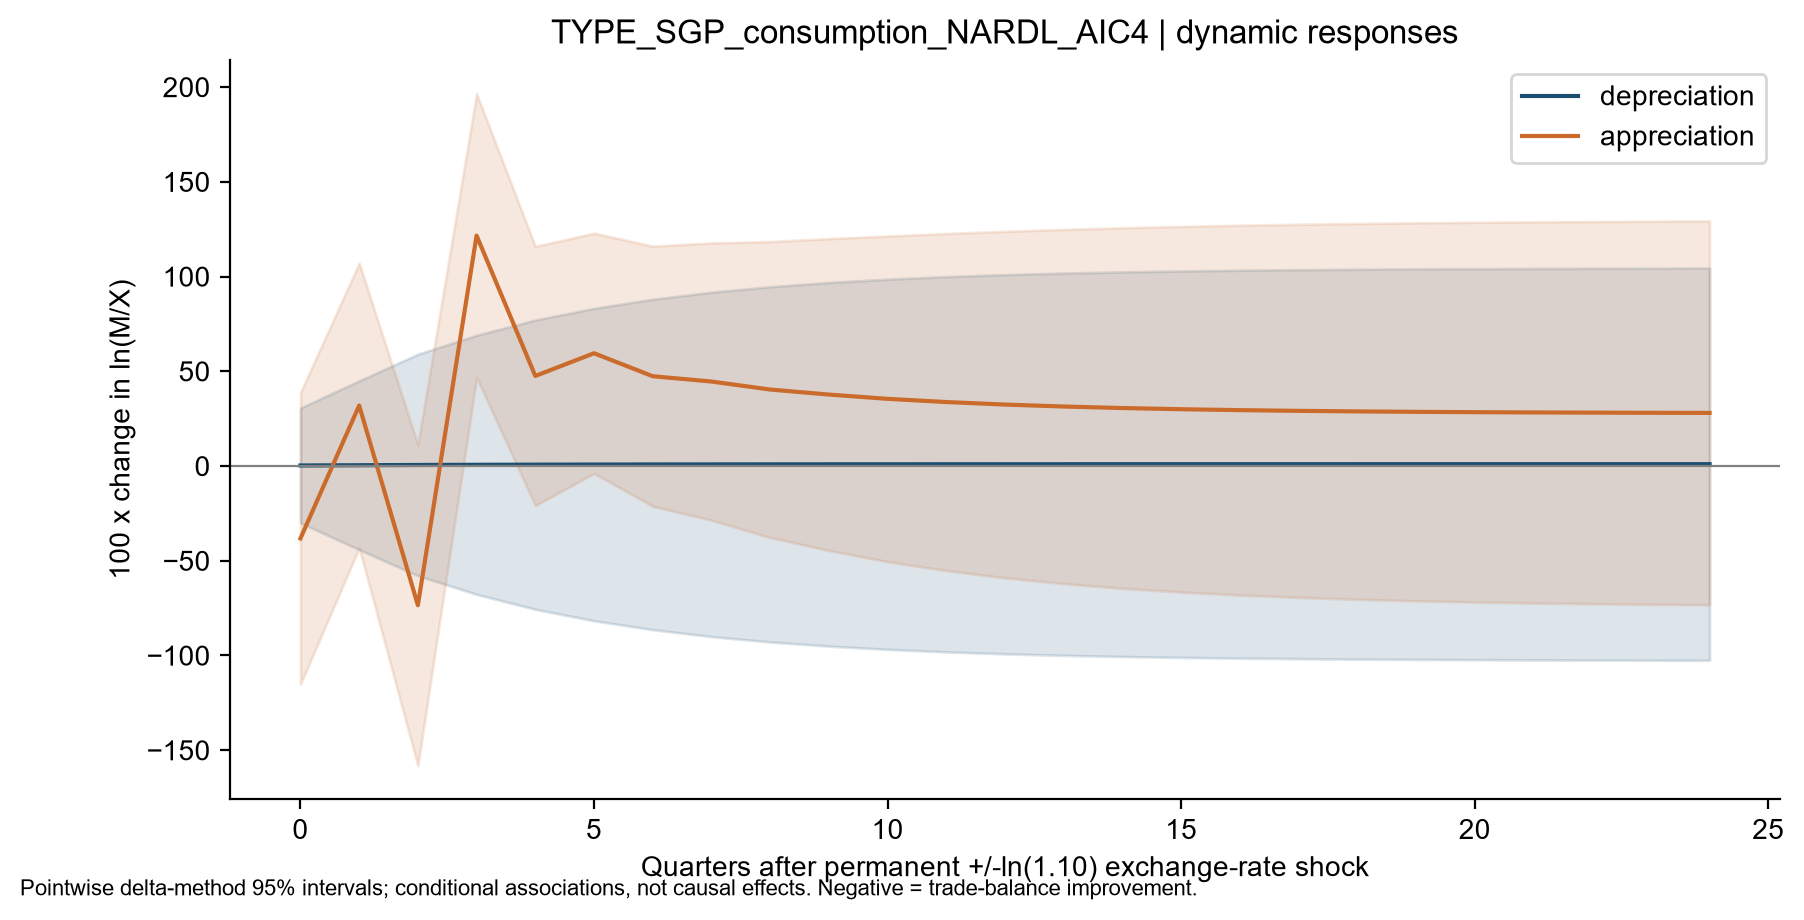 TYPE_SGP_consumption_NARDL_AIC4 | dynamic responses
depreciation
appreciation
100 x change in ln(M/X)
200
150
100
50
0
−50
−100
−150
0
5
10
15
20
25
Quarters after permanent +/-ln(1.10) exchange-rate shock
Pointwise delta-method 95% intervals; conditional associations, not causal effects. Negative = trade-balance improvement.